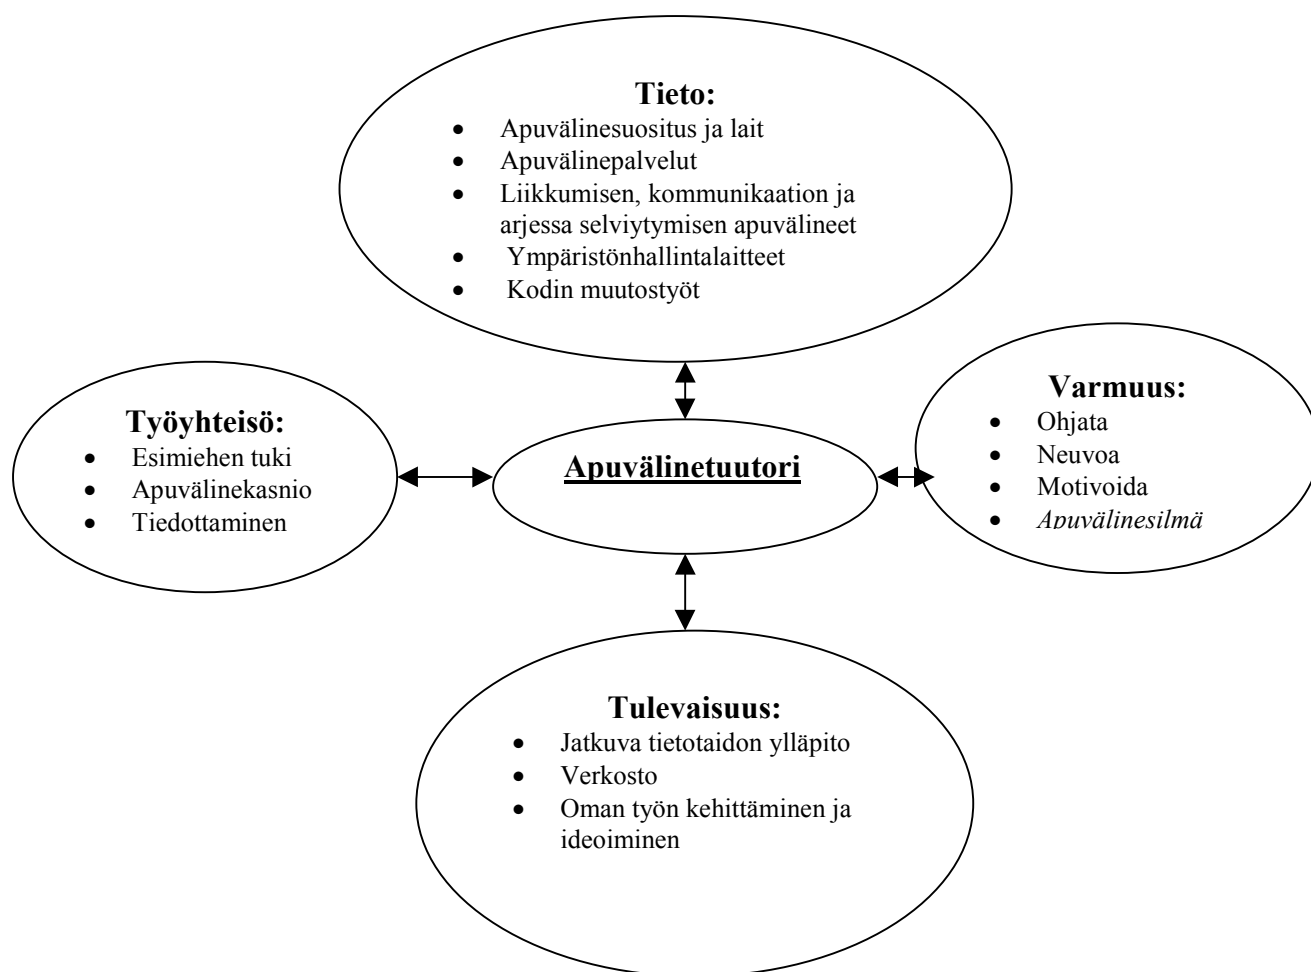 Tieto:
• Apuvälinesuositus ja lait
• Apuvälinepalvelut
• Liikkumisen, kommunikaation ja
arjessa selviytymisen apuvälineet
• Ympäristönhallintalaitteet
• Kodin muutostyöt
Työyhteisö:
• Esimiehen tuki
• Apuvälinekasnio
• Tiedottaminen
Apuvälinetuutori
Varmuus:
• Ohjata
• Neuvoa
• Motivoida
• Apuvälinesilmä
Tulevaisuus:
• Jatkuva tietotaidon ylläpito
• Verkosto
• Oman työn kehittäminen ja
ideoiminen